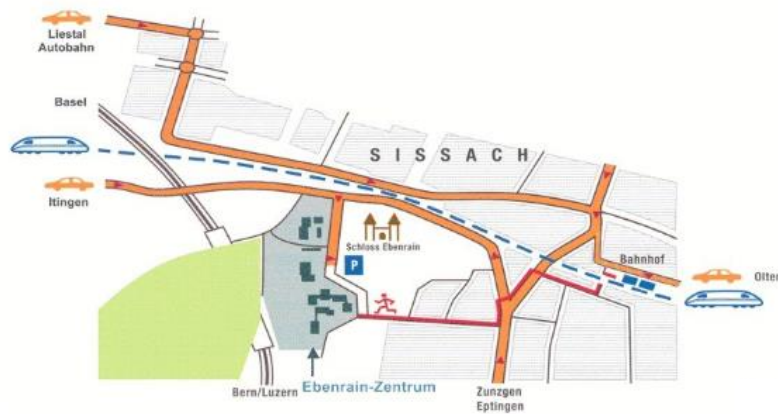 Liestal
Autobahn
Basel
SISSACH
Itingen
Schloss Ebenrain
P
Bahnhof
Olten
Bern/Luzern
Ebenrain-Zentrum
Zunzgen
Eptingen